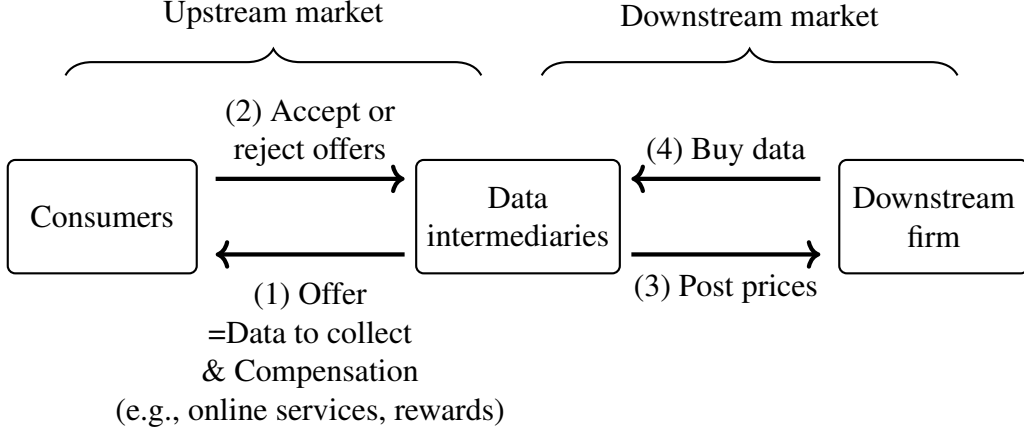 Upstream market
Downstream market
(2) Accept or
reject offers
(4) Buy data
Consumers
Data
intermediaries
Downstream
firm
(1) Offer
=Data to collect
& Compensation
(e.g., online services, rewards)
(3) Post prices